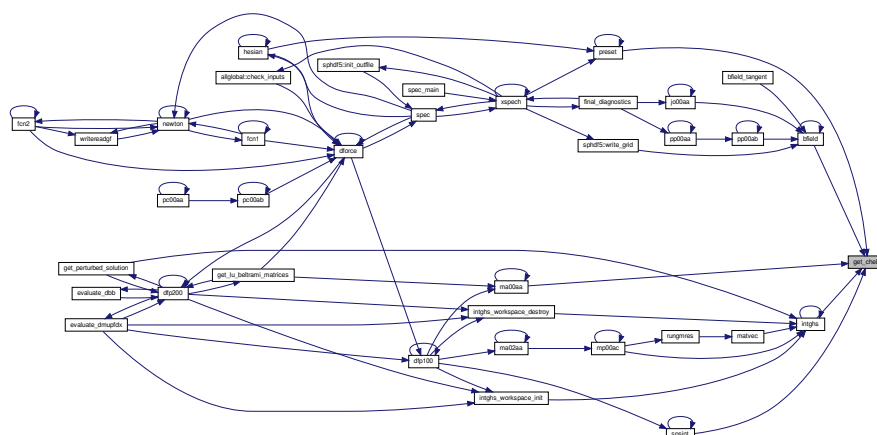 hesian
preset
sphdf5:init_outfile
allglobal::check_inputs
bfield_tangent
spec_main
xspech
final_diagnostics
jo00aa
spec
fcn2
newton
writereadgf
fcn1
pp00aa
pp00ab
bfield
sphdf5:write_grid
dforce
pc00aa
pc00ab
get_perturbed_solution
get_lu_beltrami_matrices
evaluate_dbb
dfp200
ma00aa
intghs_workspace_destroy
evaluate_dmupfdx
intghs
rungmres
matvec
ma02aa
mp00ac
dfp100
intghs_workspace_init